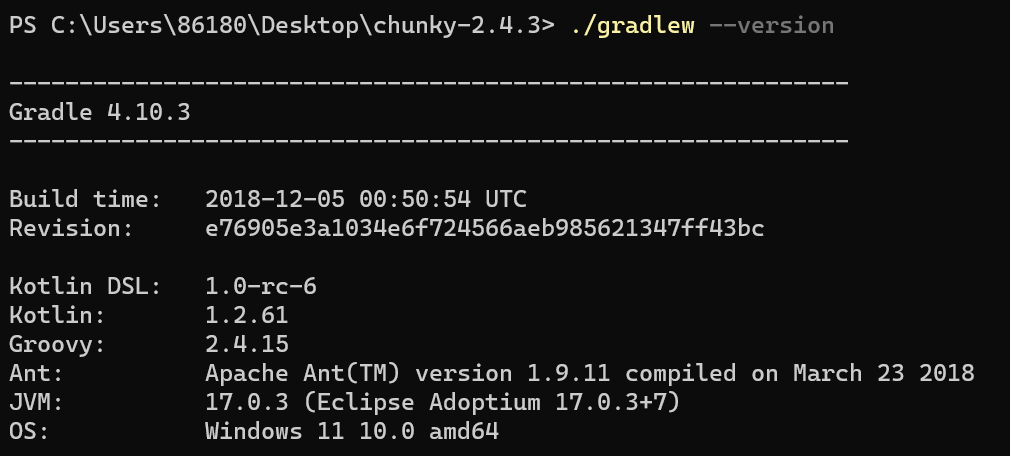 PS C:\Users\86180\Desktop\chunky-2.4.3> ./gradlew --version
------------------------------------------------------------
Gradle 4.10.3
------------------------------------------------------------
Build time:   2018-12-05 00:50:54 UTC
Revision:     e76905e3a1034e6f724566aeb985621347ff43bc
Kotlin DSL:   1.0-rc-6
Kotlin:       1.2.61
Groovy:       2.4.15
Ant:          Apache Ant(TM) version 1.9.11 compiled on March 23 2018
JVM:          17.0.3 (Eclipse Adoptium 17.0.3+7)
OS:           Windows 11 10.0 amd64